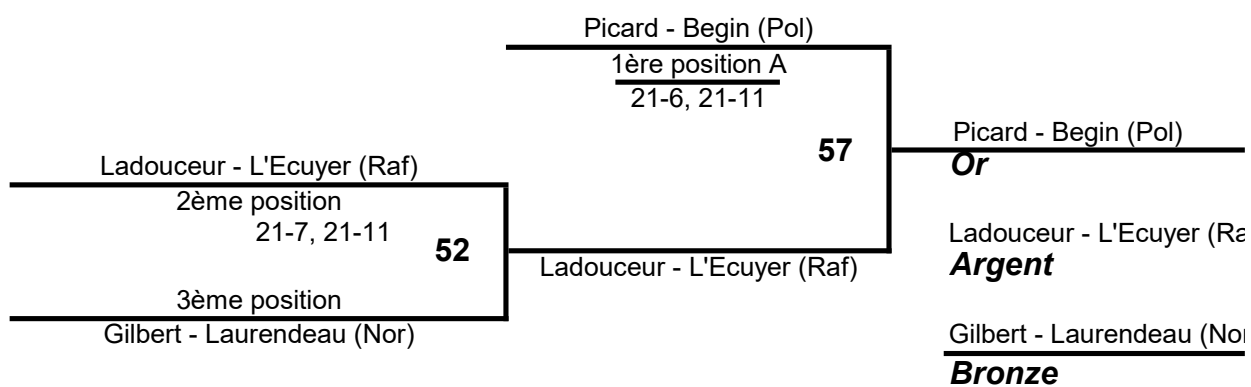 Picard - Begin (Pol)
1ère position A
21-6, 21-11
57
Picard - Begin (Pol)
Or
Ladouceur - L'Ecuyer (Raf)
2ème position
21-7, 21-11
52
Ladouceur - L'Ecuyer (Raf)
Ladouceur - L'Ecuyer (Ra
Argent
3ème position
Gilbert - Laurendeau (Nor)
Gilbert - Laurendeau (Nor
Bronze